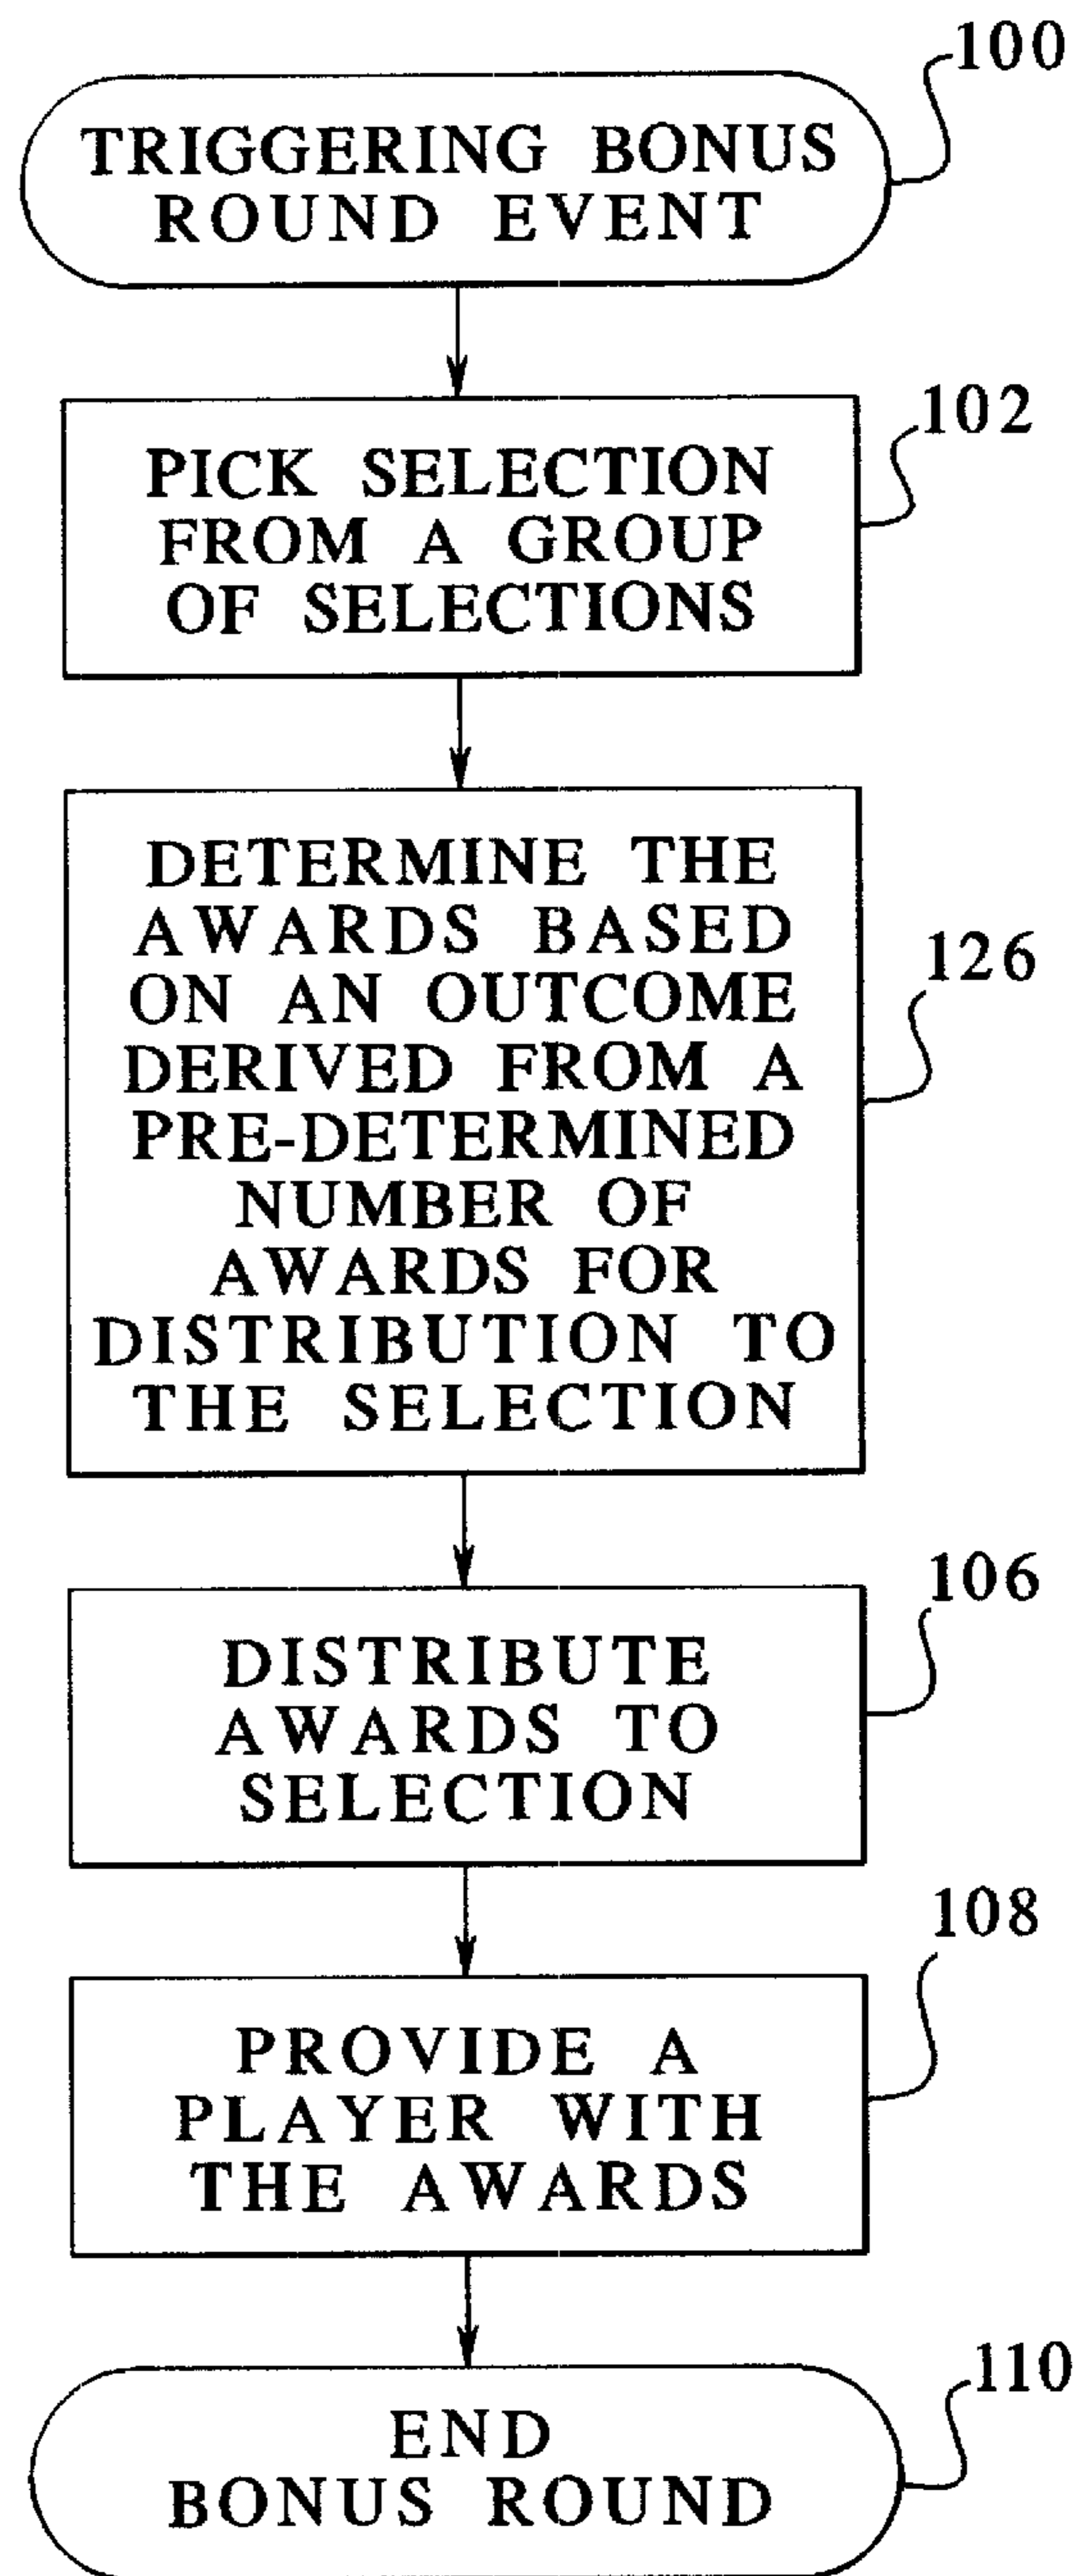 100
TRIGGERING BONUS
ROUND EVENT
102
PICK SELECTION
FROM A GROUP
OF SELECTIONS
126
DETERMINE THE
AWARDS BASED
ON AN OUTCOME
DERIVED FROM A
PRE-DETERMINED
NUMBER OF
AWARDS FOR
DISTRIBUTION TO
THE SELECTION
106
DISTRIBUTE
AWARDS TO
SELECTION
108
PROVIDE A
PLAYER WITH
THE AWARDS
110
END
BONUS ROUND